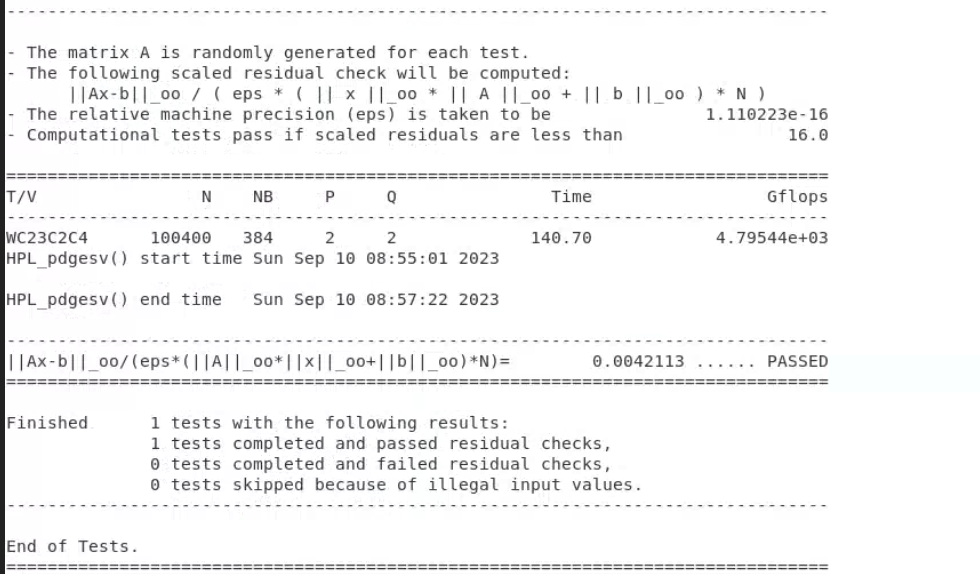 --------------------------------------------------------------------------------
- The matrix A is randomly generated for each test.
- The following scaled residual check will be computed:
      ||Ax-b||_oo / ( eps * ( || x ||_oo * || A ||_oo + || b ||_oo ) * N )
- The relative machine precision (eps) is taken to be               1.110223e-16
- Computational tests pass if scaled residuals are less than                16.0
================================================================================
T/V                N    NB     P     Q               Time                 Gflops
--------------------------------------------------------------------------------
WC23C2C4      100400   384     2     2             140.70            4.79544e+03
HPL_pdgesv() start time Sun Sep 10 08:55:01 2023
HPL_pdgesv() end time   Sun Sep 10 08:57:22 2023
--------------------------------------------------------------------------------
||Ax-b||_oo/(eps*(||A||_oo*||x||_oo+||b||_oo)*N)=        0.0042113 ...... PASSED
================================================================================
Finished      1 tests with the following results:
              1 tests completed and passed residual checks,
              0 tests completed and failed residual checks,
              0 tests skipped because of illegal input values.
--------------------------------------------------------------------------------
End of Tests.
================================================================================